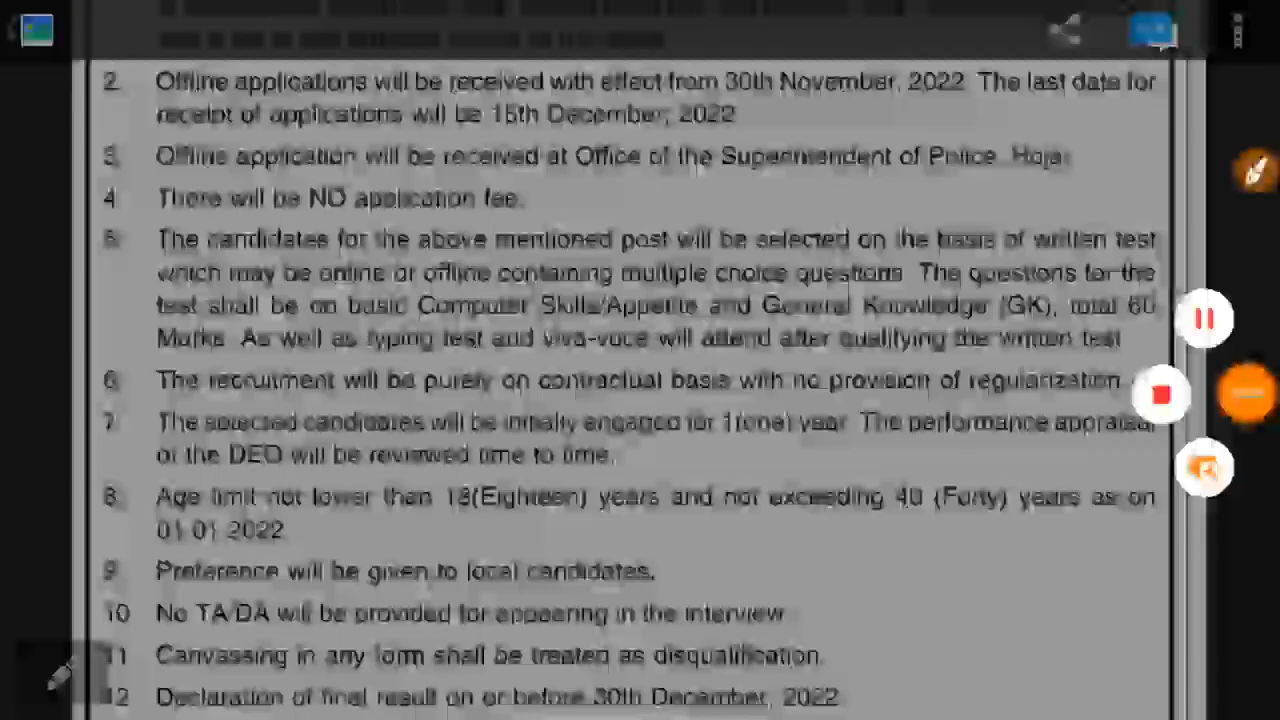 2. Offline applications will be received with effect from 30th November, 2022. The last date for
receipt of applications will be 15th December, 2022
3. Offline application will be received at Office of the Superintendent of Police, Hojai
4. There will be NO application fee.
5. The candidates for the above mentioned post will be selected on the basis of written test
which may be online or offline containing multiple choice questions. The questions for the
test shall be on basic Computer Skills/Appetite and General Knowledge (GK), total 60
Marks. As well as typing test and viva-voce will attend after qualifying the written test
6. The recruitment will be purely on contractual basis with no provision of regularization.
7. The selected candidates will be initially engaged for 1(one) year. The performance appraisal
of the DEO will be reviewed time to time.
8. Age limit not lower than 18(Eighteen) years and not exceeding 40 (Forty) years as on
01.01.2022
9. Preference will be given to local candidates.
10 No TA/DA will be provided for appearing in the interview
11 Canvassing in any form shall be treated as disqualification.
12 Declaration of final result on or before 30th December, 2022